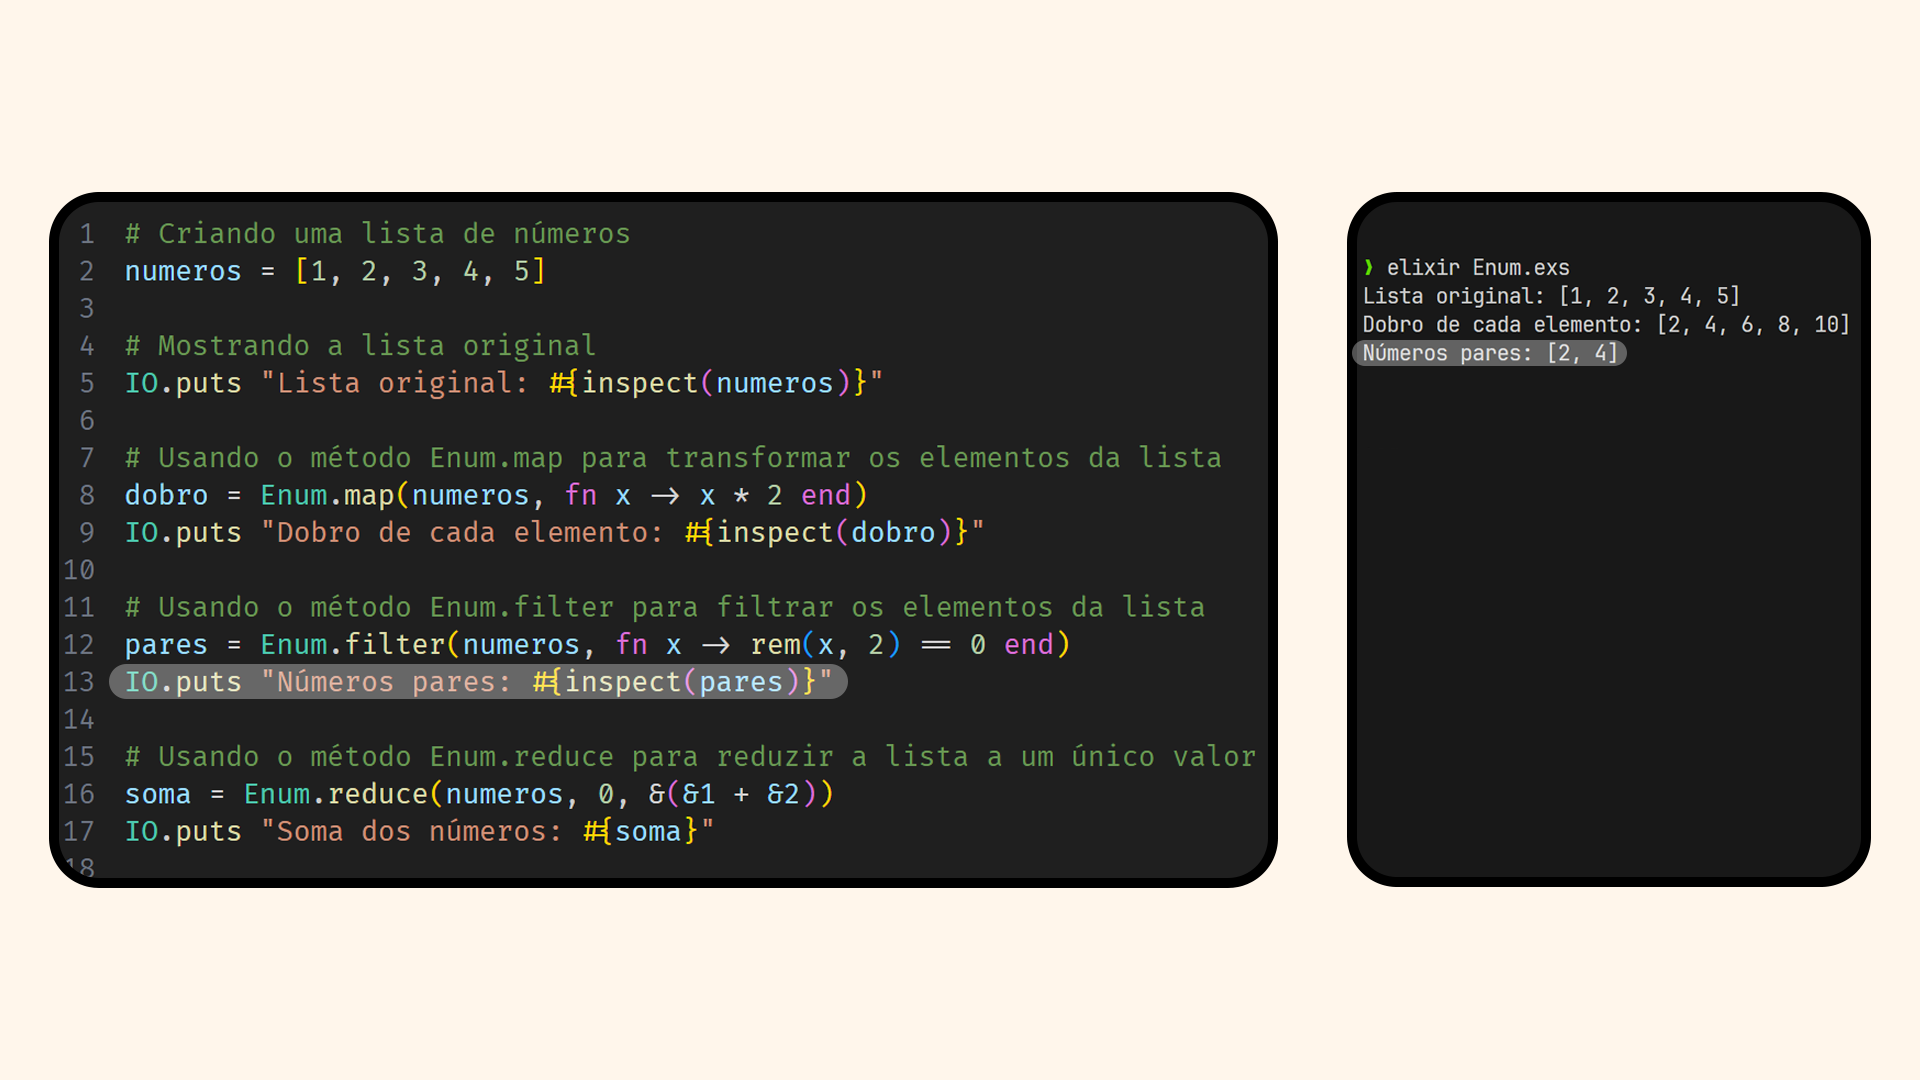 1 # Criando uma lista de números
2 numeros = [1, 2, 3, 4, 5]
3
4 # Mostrando a lista original
5 IO.puts "Lista original: #{inspect(numeros)}"
6
7 # Usando o método Enum.map para transformar os elementos da lista
8 dobro = Enum.map(numeros, fn x -> x * 2 end)
9 IO.puts "Dobro de cada elemento: #{inspect(dobro)}"
10
11 # Usando o método Enum.filter para filtrar os elementos da lista
12 pares = Enum.filter(numeros, fn x -> rem(x, 2) == 0 end)
13 IO.puts "Números pares: #{inspect(pares)}"
14
15 # Usando o método Enum.reduce para reduzir a lista a um único valor
16 soma = Enum.reduce(numeros, 0, &(&1 + &2))
17 IO.puts "Soma dos números: #{soma}"
18
❯ elixir Enum.exs
Lista original: [1, 2, 3, 4, 5]
Dobro de cada elemento: [2, 4, 6, 8, 10]
Números pares: [2, 4]